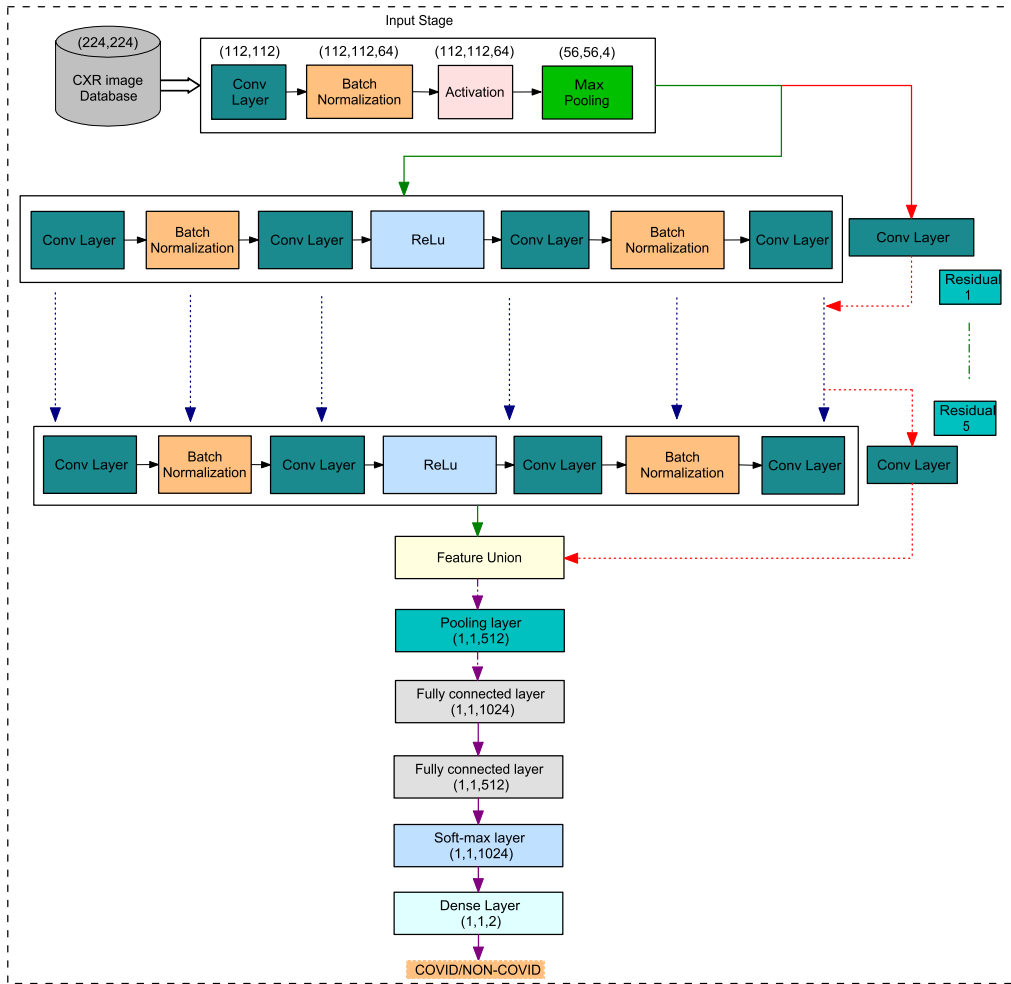 Input Stage
(224,224)
CXR image
Database
(112,112)
(112,112,64)
(112,112,64)
(56,56,4)
Conv
Layer
Batch
Normalization
Activation
Max
Pooling
Conv Layer
Batch
Normalization
Conv Layer
ReLu
Conv Layer
Batch
Normalization
Conv Layer
Conv Layer
Residual
1
Residual
5
Conv Layer
Batch
Normalization
Conv Layer
ReLu
Conv Layer
Batch
Normalization
Conv Layer
Conv Layer
Feature Union
Pooling layer
(1,1,512)
Fully connected layer
(1,1,1024)
Fully connected layer
(1,1,512)
Soft-max layer
(1,1,1024)
Dense Layer
(1,1,2)
COVID/NON-COVID